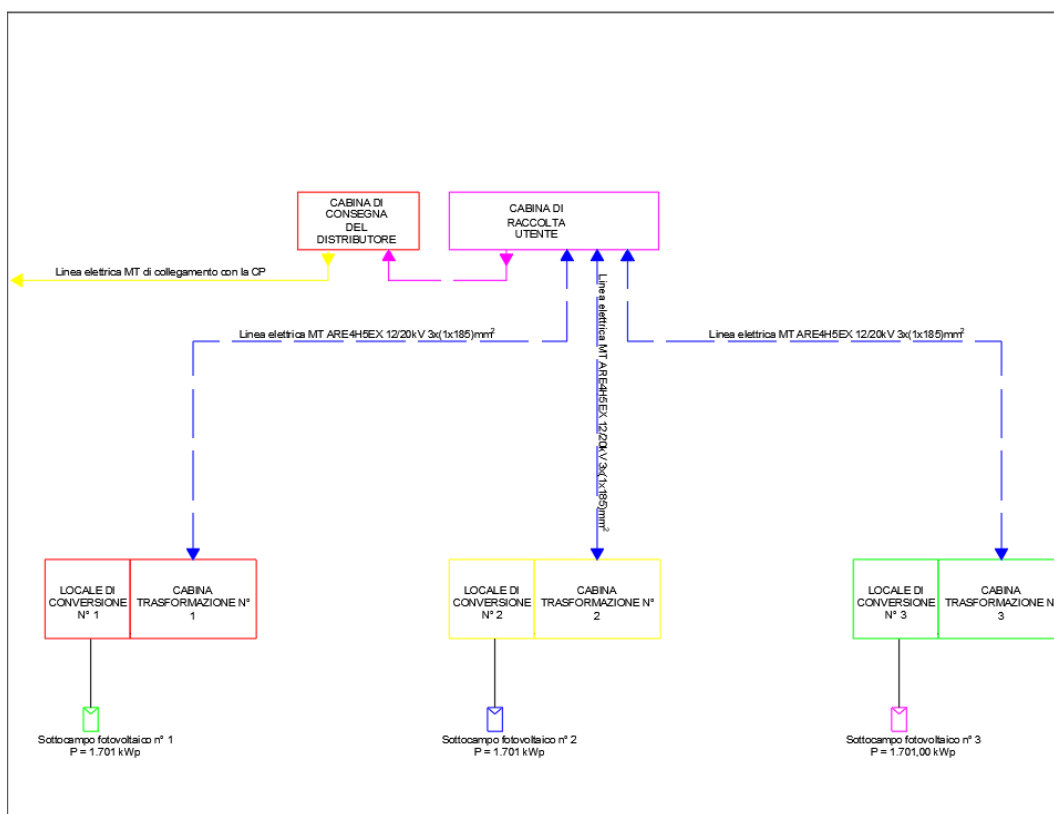 CABINA DI
CONSEGNA
DEL
DISTRIBUTORE
CABINA DI
RACCOLTA
UTENTE
Linea elettrica MT di collegamento con la CP
Linea elettrica MT ARE4H5EX 12/20kV 3x(1x185)mm²
Linea elettrica MT ARE4H5EX 12/20kV 3x(1x185)mm²
Linea elettrica MT ARE4H5EX 12/20kV 3x(1x185)mm²
LOCALE DI
CONVERSIONE
N° 1
CABINA
TRASFORMAZIONE N°
1
LOCALE DI
CONVERSIONE
N° 2
CABINA
TRASFORMAZIONE N°
2
LOCALE DI
CONVERSIONE
N° 3
CABINA
TRASFORMAZIONE N°
3
Sottocampo fotovoltaico n° 1
P = 1.701 kWp
Sottocampo fotovoltaico n° 2
P = 1.701 kWp
Sottocampo fotovoltaico n° 3
P = 1.701,00 kWp